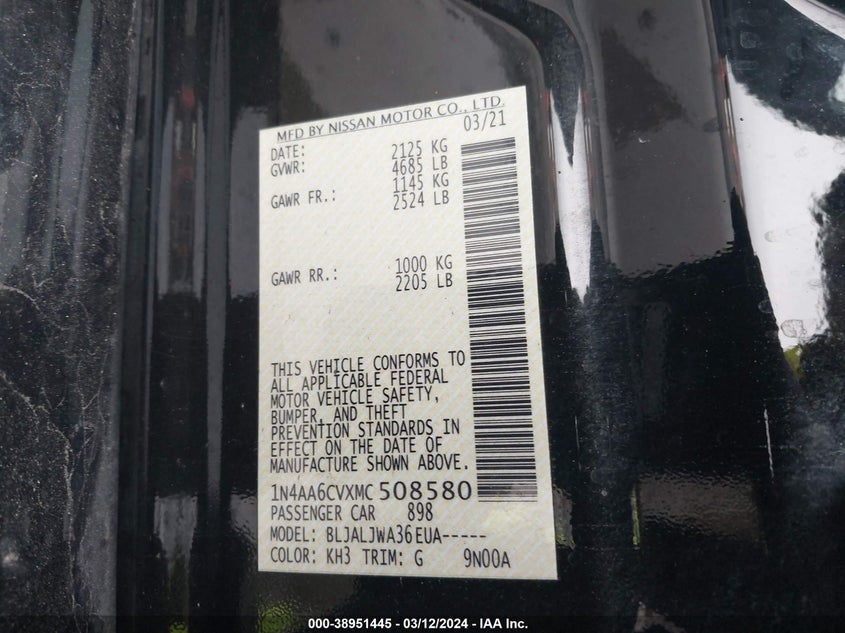 MFD BY NISSAN MOTOR CO., LTD.
DATE: 03/21
GVWR: 2125 KG
4685 LB
GAWR FR.: 1145 KG
2524 LB
GAWR RR.: 1000 KG
2205 LB
THIS VEHICLE CONFORMS TO
ALL APPLICABLE FEDERAL
MOTOR VEHICLE SAFETY,
BUMPER, AND THEFT
PREVENTION STANDARDS IN
EFFECT ON THE DATE OF
MANUFACTURE SHOWN ABOVE.
1N4AA6CVXMC508580
PASSENGER CAR 898
MODEL: BLJALJWA36EUA-----
COLOR: KH3 TRIM: G 9N00A
000-38951445 - 03/12/2024 - IAA Inc.